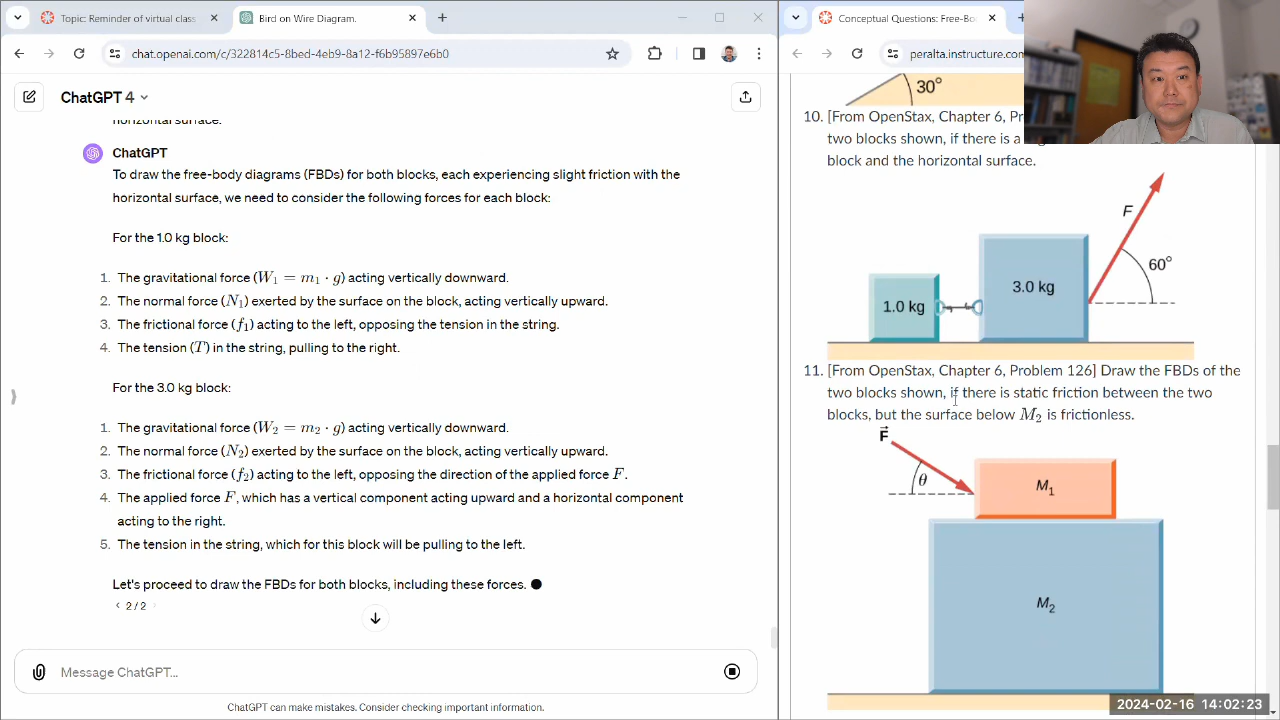 Topic: Reminder of virtual class
Bird on Wire Diagram.
Conceptual Questions: Free-Bo
chat.openai.com/c/322814c5-8bed-4eb9-8a12-f6b95897e6b0
peralta.instructure.com
ChatGPT 4
horizontal surface.
ChatGPT
To draw the free-body diagrams (FBDs) for both blocks, each experiencing slight friction with the
horizontal surface, we need to consider the following forces for each block:
For the 1.0 kg block:
1. The gravitational force (W₁ = m₁ · g) acting vertically downward.
2. The normal force (N₁) exerted by the surface on the block, acting vertically upward.
3. The frictional force (f₁) acting to the left, opposing the tension in the string.
4. The tension (T) in the string, pulling to the right.
For the 3.0 kg block:
1. The gravitational force (W₂ = m₂ · g) acting vertically downward.
2. The normal force (N₂) exerted by the surface on the block, acting vertically upward.
3. The frictional force (f₂) acting to the left, opposing the direction of the applied force F.
4. The applied force F, which has a vertical component acting upward and a horizontal component
acting to the right.
5. The tension in the string, which for this block will be pulling to the left.
Let's proceed to draw the FBDs for both blocks, including these forces.
< 2/2 >
Message ChatGPT...
ChatGPT can make mistakes. Consider checking important information.
30°
10. [From OpenStax, Chapter 6, Pr
two blocks shown, if there is a
block and the horizontal surface.
F
60°
3.0 kg
1.0 kg
11. [From OpenStax, Chapter 6, Problem 126] Draw the FBDs of the
two blocks shown, if there is static friction between the two
blocks, but the surface below M₂ is frictionless.
F⃗
θ
M₁
M₂
2024-02-16 14:02:23